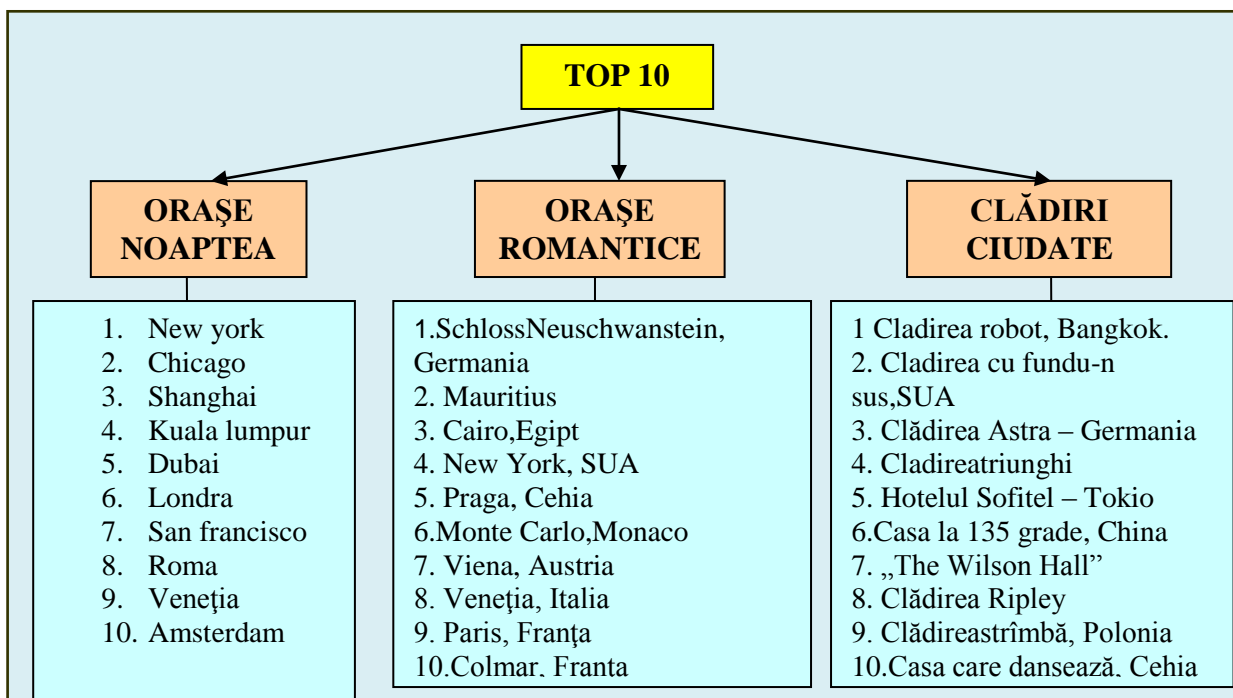 TOP 10
ORAŞE
NOAPTEA
1. New york
2. Chicago
3. Shanghai
4. Kuala lumpur
5. Dubai
6. Londra
7. San francisco
8. Roma
9. Veneţia
10. Amsterdam
ORAŞE
ROMANTICE
1.SchlossNeuschwanstein,
Germania
2. Mauritius
3. Cairo,Egipt
4. New York, SUA
5. Praga, Cehia
6.Monte Carlo,Monaco
7. Viena, Austria
8. Veneţia, Italia
9. Paris, Franţa
10.Colmar, Franta
CLĂDIRI
CIUDATE
1 Cladirea robot, Bangkok.
2. Cladirea cu fundu-n
sus,SUA
3. Clădirea Astra – Germania
4. Cladireatriunghi
5. Hotelul Sofitel – Tokio
6.Casa la 135 grade, China
7. „The Wilson Hall”
8. Clădirea Ripley
9. Clădireastrîmbă, Polonia
10.Casa care dansează, Cehia